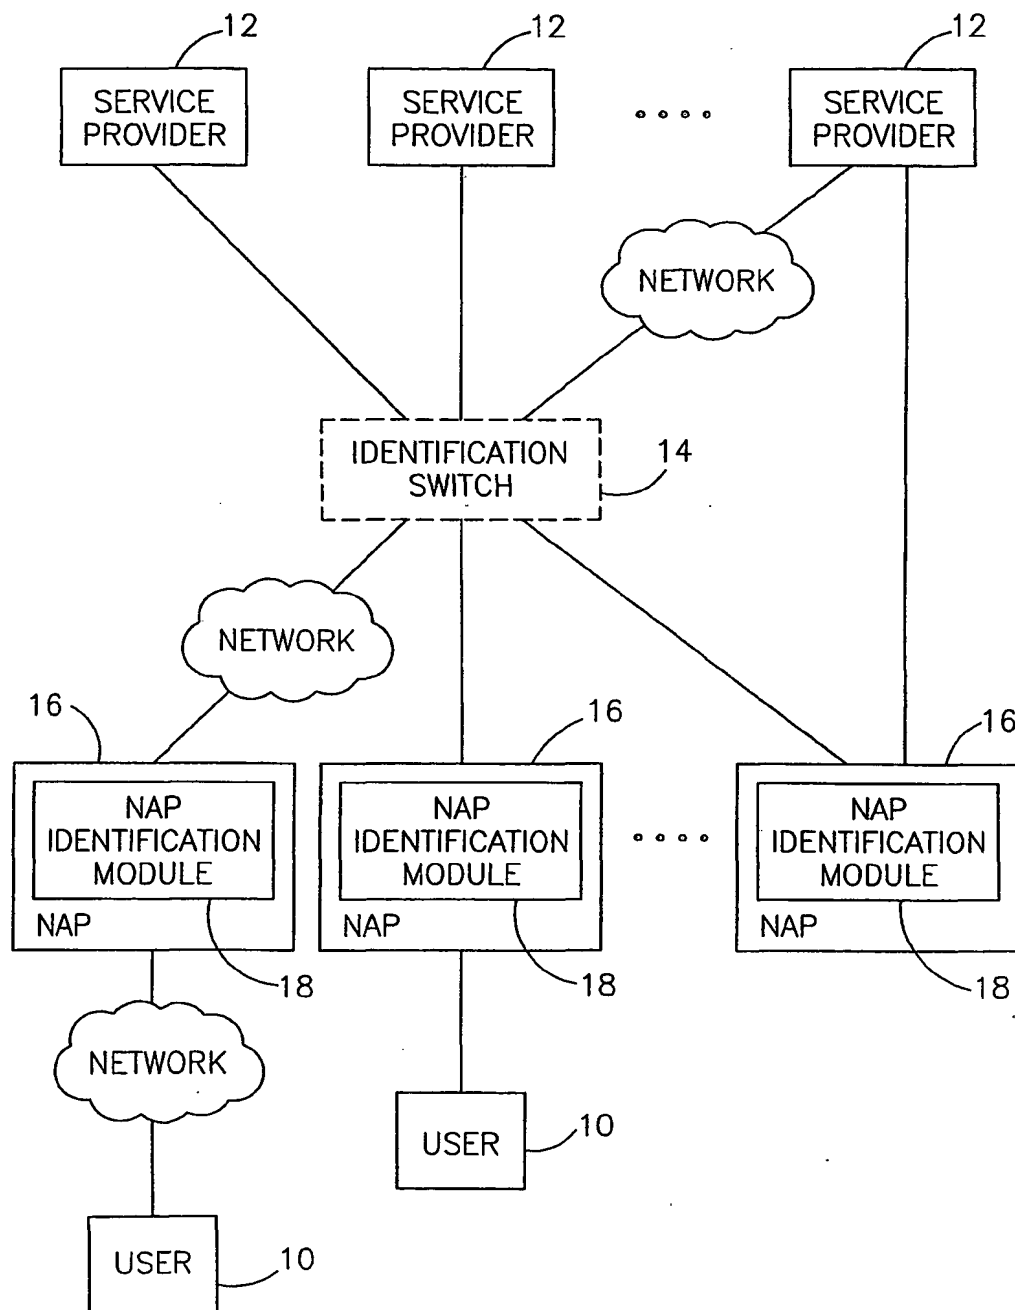 12
12
12
SERVICE
PROVIDER
SERVICE
PROVIDER
SERVICE
PROVIDER
NETWORK
IDENTIFICATION
SWITCH
14
NETWORK
16
16
16
NAP
IDENTIFICATION
MODULE
NAP
NAP
IDENTIFICATION
MODULE
NAP
NAP
IDENTIFICATION
MODULE
NAP
18
18
18
NETWORK
USER
10
USER
10